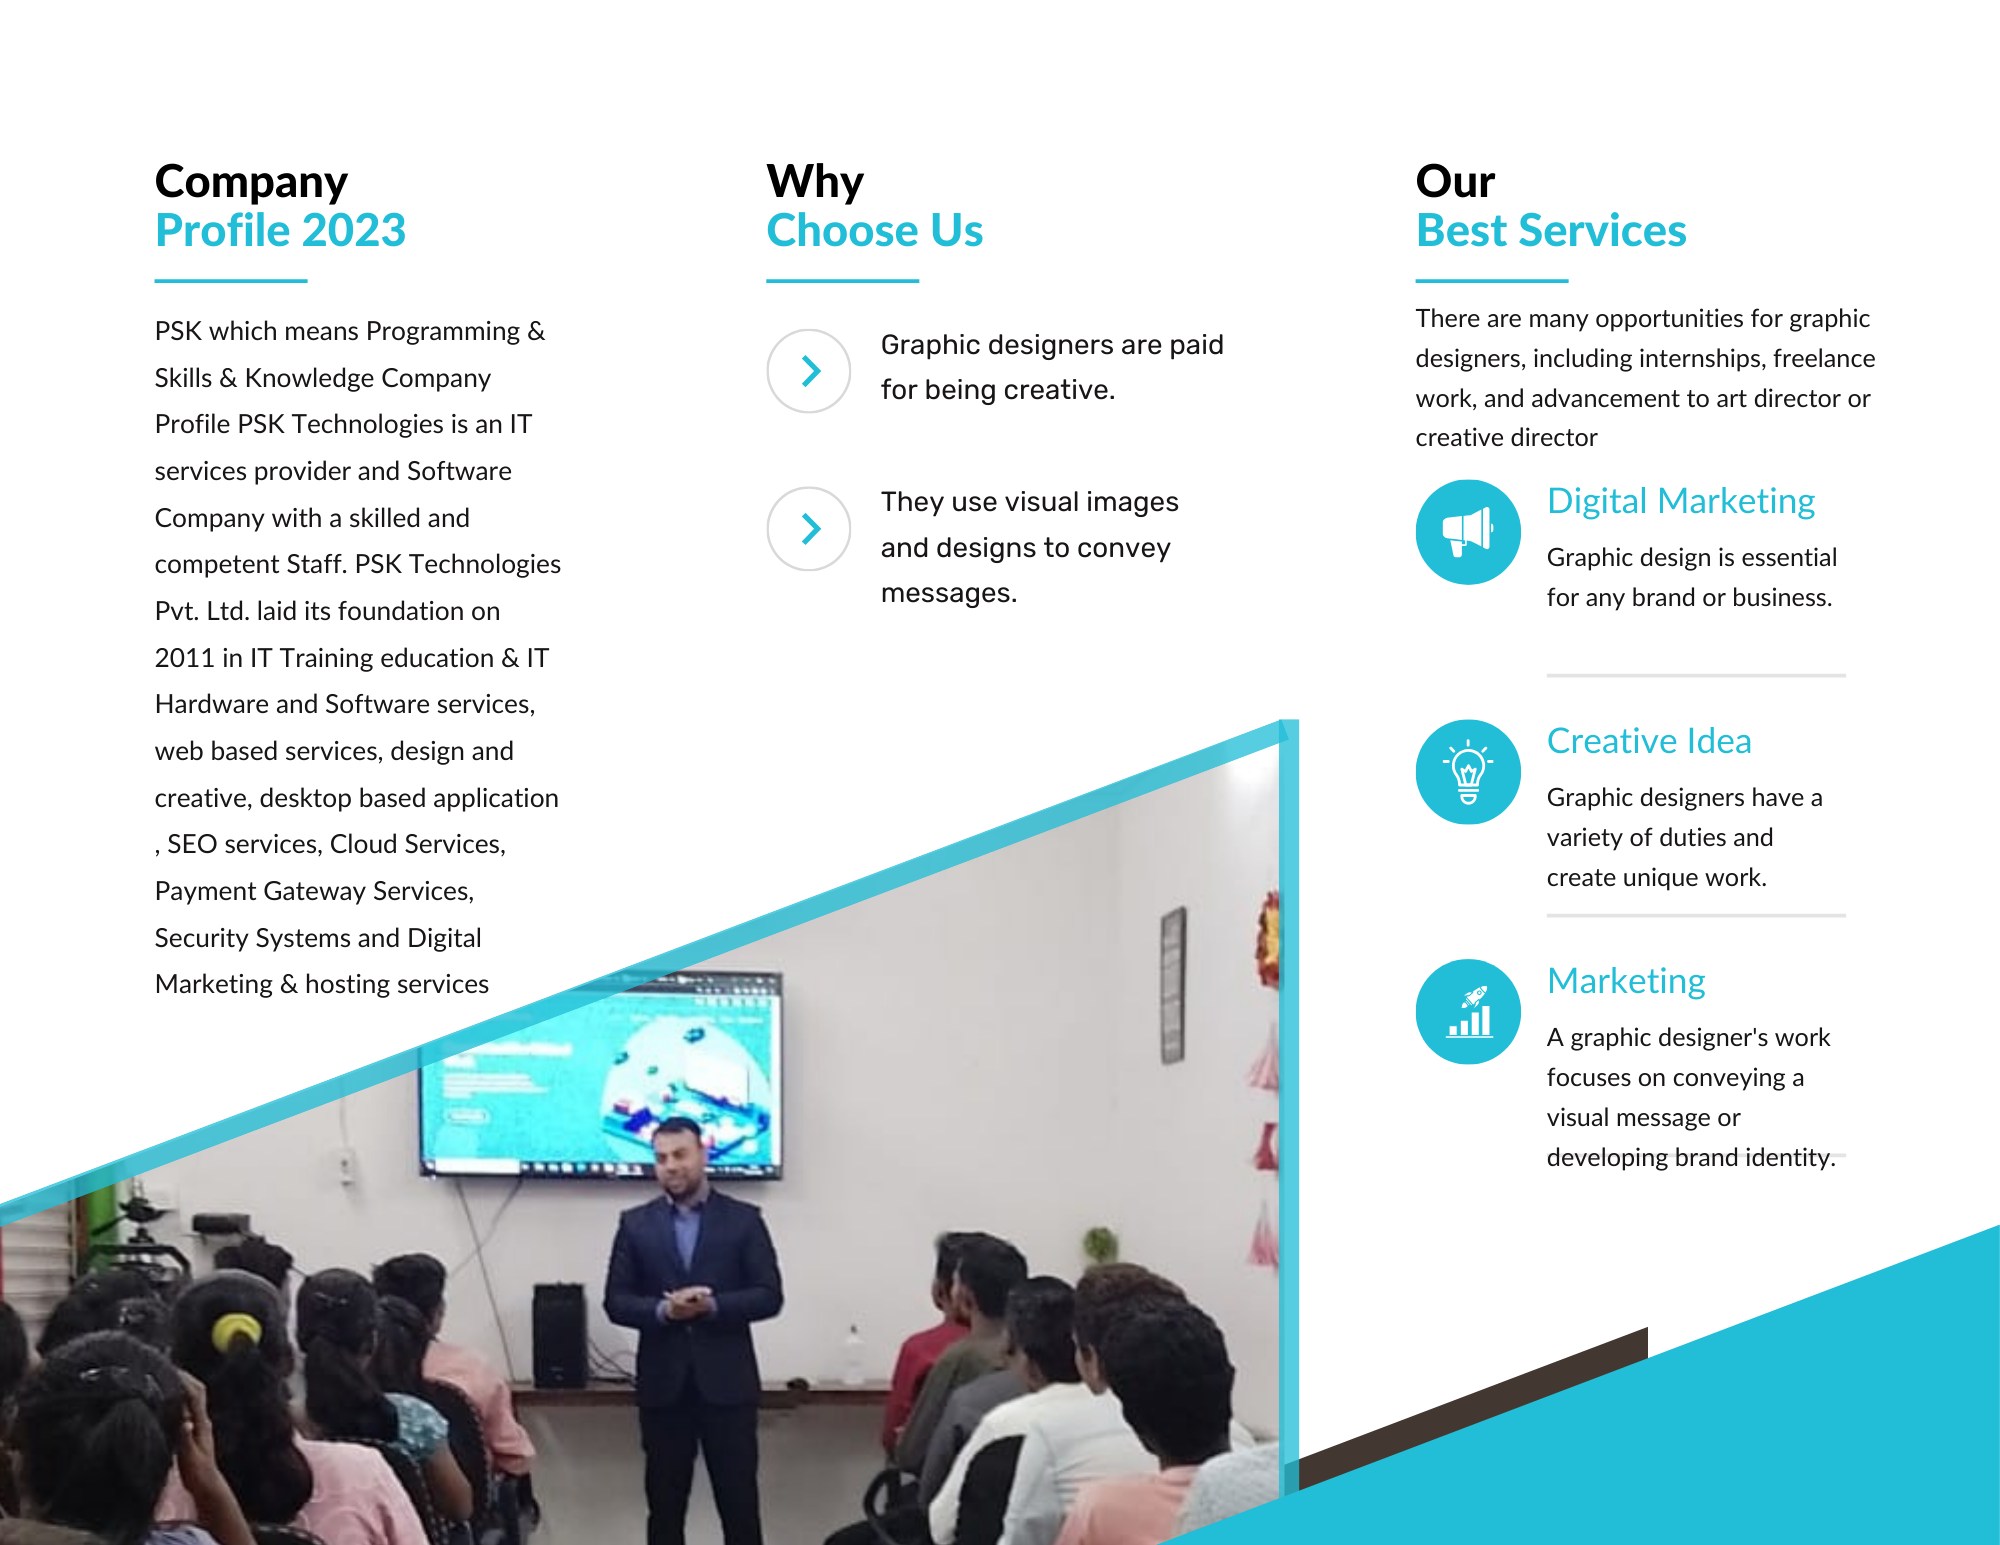 Company
Profile 2023
PSK which means Programming &
Skills & Knowledge Company
Profile PSK Technologies is an IT
services provider and Software
Company with a skilled and
competent Staff. PSK Technologies
Pvt. Ltd. laid its foundation on
2011 in IT Training education & IT
Hardware and Software services,
web based services, design and
creative, desktop based application
, SEO services, Cloud Services,
Payment Gateway Services,
Security Systems and Digital
Marketing & hosting services
Why
Choose Us
Graphic designers are paid
for being creative.
They use visual images
and designs to convey
messages.
Our
Best Services
There are many opportunities for graphic
designers, including internships, freelance
work, and advancement to art director or
creative director
Digital Marketing
Graphic design is essential
for any brand or business.
Creative Idea
Graphic designers have a
variety of duties and
create unique work.
Marketing
A graphic designer's work
focuses on conveying a
visual message or
developing brand identity.